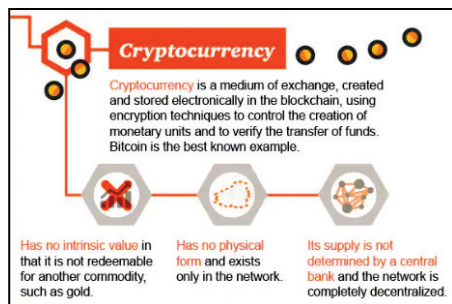 Cryptocurrency
Cryptocurrency is a medium of exchange, created
and stored electronically in the blockchain, using
encryption techniques to control the creation of
monetary units and to verify the transfer of funds.
Bitcoin is the best known example.
Has no intrinsic value in
that it is not redeemable
for another commodity,
such as gold.
Has no physical
form and exists
only in the network.
Its supply is not
determined by a central
bank and the network is
completely decentralized.